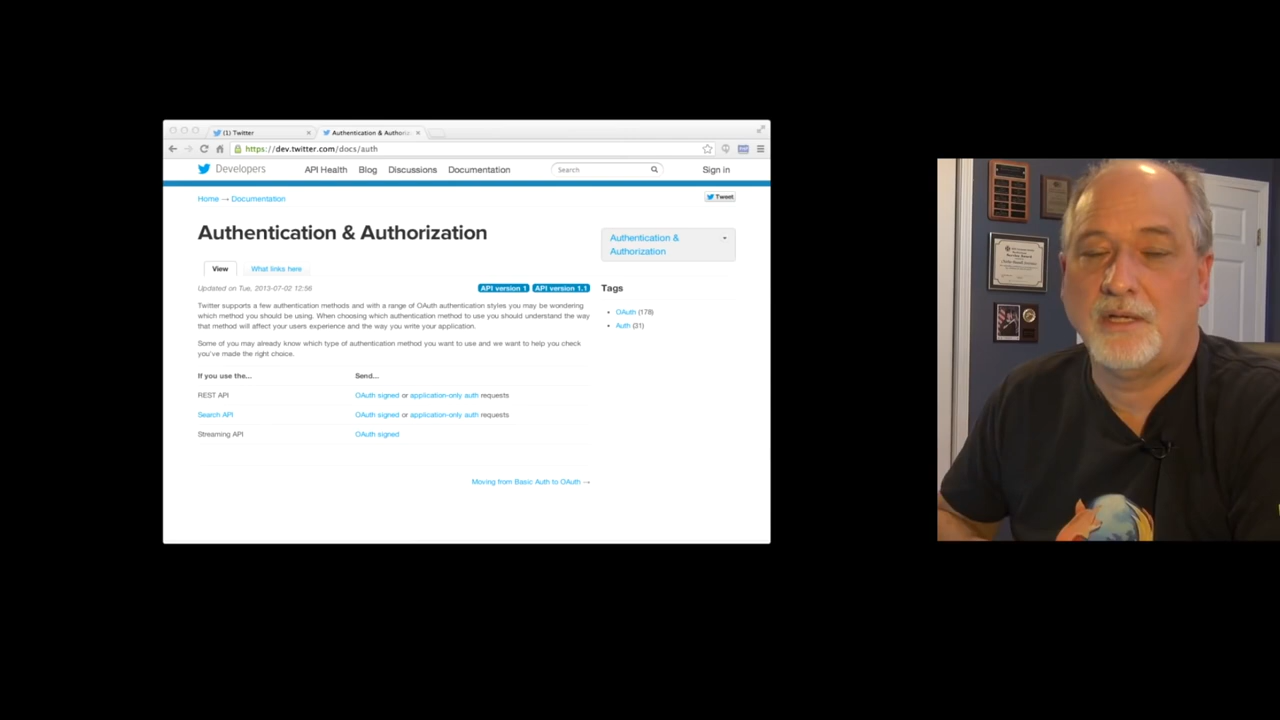 (1) Twitter
Authentication & Authoriza
https://dev.twitter.com/docs/auth
Developers
API Health
Blog
Discussions
Documentation
Search
Sign in
Home → Documentation
Tweet
Authentication & Authorization
View
What links here
Updated on Tue, 2013-07-02 12:56
API version 1
API version 1.1
Twitter supports a few authentication methods and with a range of OAuth authentication styles you may be wondering
which method you should be using. When choosing which authentication method to use you should understand the way
that method will affect your users experience and the way you write your application.
Some of you may already know which type of authentication method you want to use and we want to help you check
you've made the right choice.
If you use the...
Send...
REST API
OAuth signed or application-only auth requests
Search API
OAuth signed or application-only auth requests
Streaming API
OAuth signed
Moving from Basic Auth to OAuth →
Authentication &
Authorization
Tags
OAuth (178)
Auth (31)